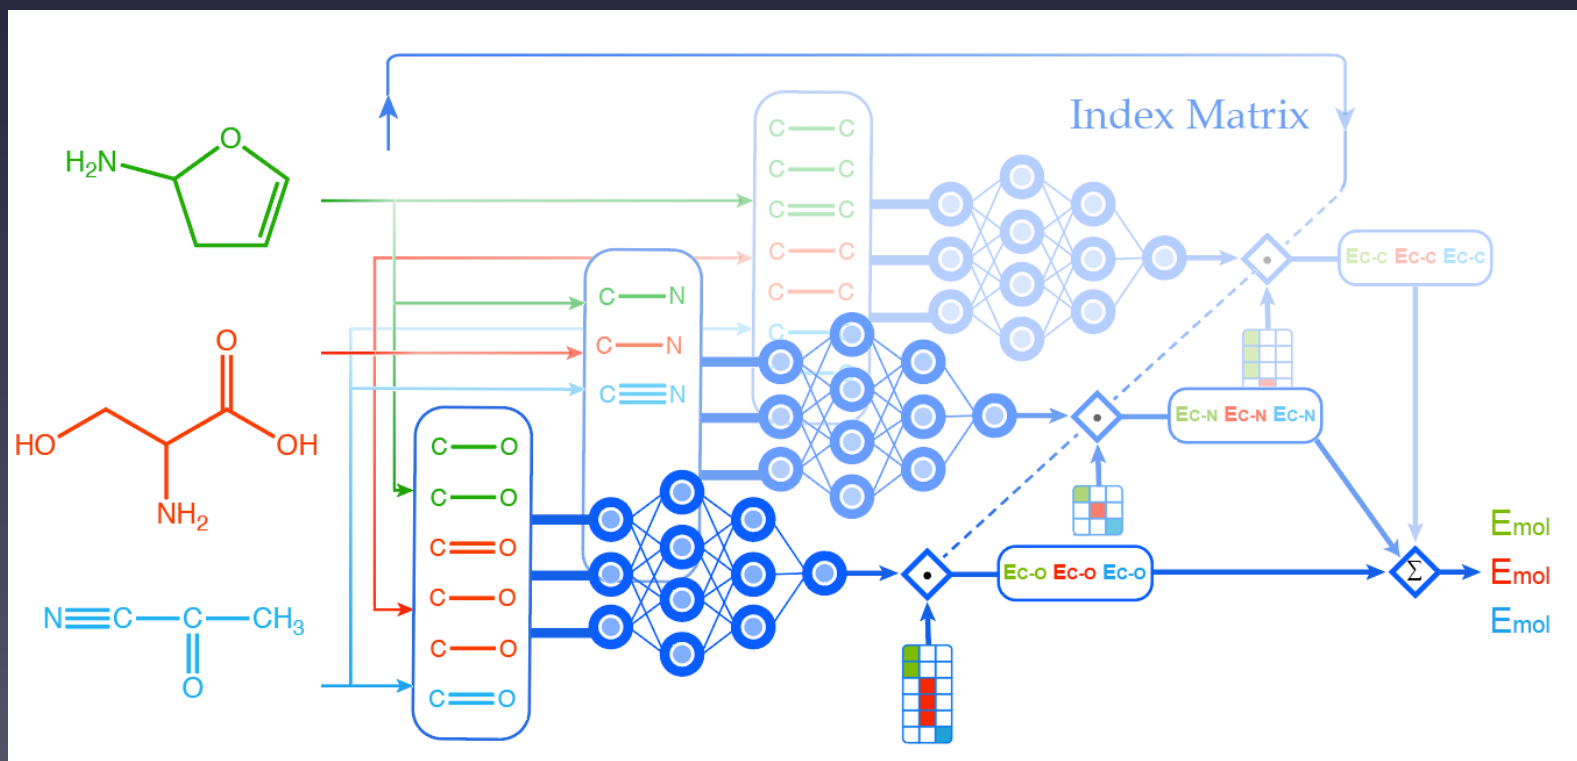 Index Matrix
O
H₂N
C C
C C
C C
C C
C C
C
C N
C N
C N
O
HO
OH
NH₂
C O
C O
C O
C O
C O
C O
N C C CH₃
O
EC-C EC-C EC-C
EC-N EC-N EC-N
EC-O EC-O EC-O
Σ
Emol
Emol
Emol